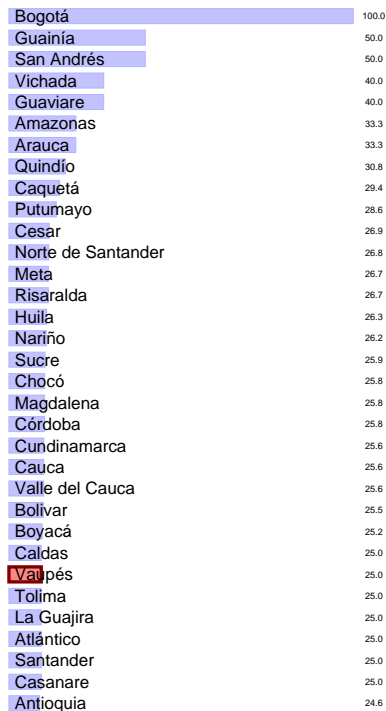 Bogotá 100.0
Guainía 50.0
San Andrés 50.0
Vichada 40.0
Guaviare 40.0
Amazonas 33.3
Arauca 33.3
Quindío 30.8
Caquetá 29.4
Putumayo 28.6
Cesar 26.9
Norte de Santander 26.8
Meta 26.7
Risaralda 26.7
Huila 26.3
Nariño 26.2
Sucre 25.9
Chocó 25.8
Magdalena 25.8
Córdoba 25.8
Cundinamarca 25.6
Cauca 25.6
Valle del Cauca 25.6
Bolivar 25.5
Boyacá 25.2
Caldas 25.0
Vaupés 25.0
Tolima 25.0
La Guajira 25.0
Atlántico 25.0
Santander 25.0
Casanare 25.0
Antioquia 24.6